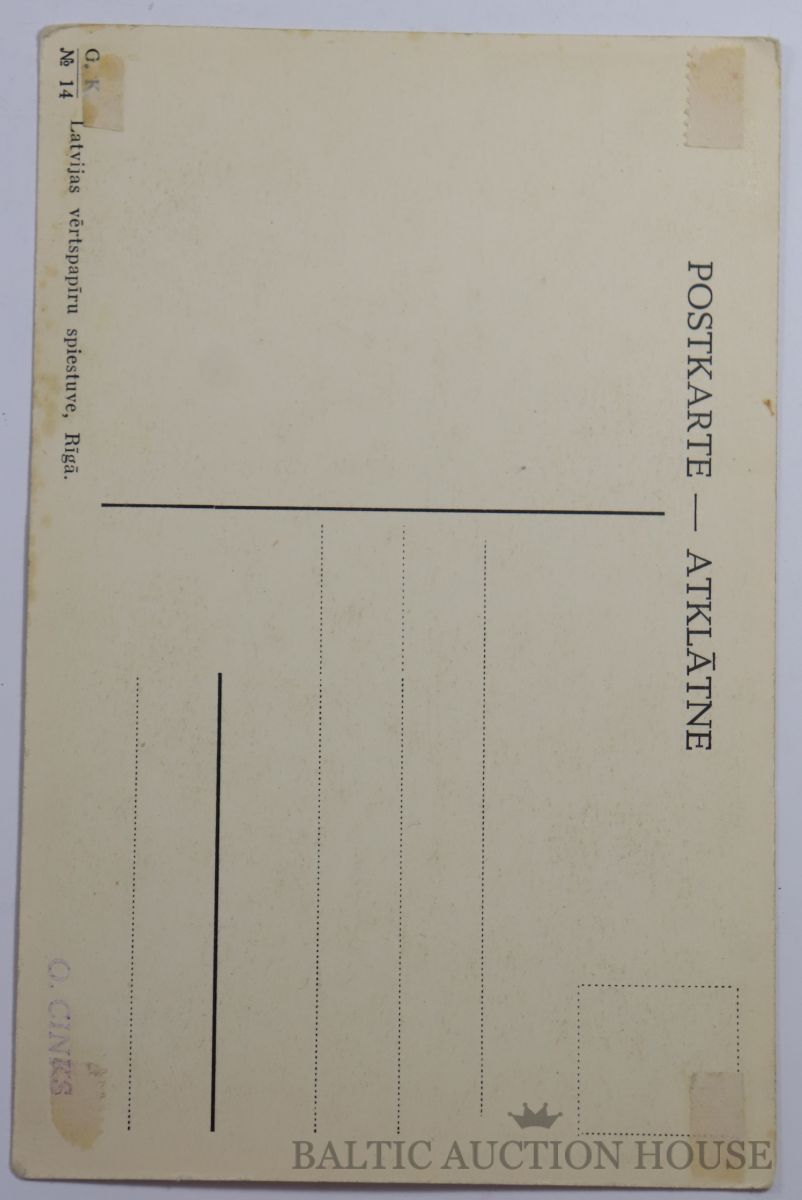 POSTKARTE — ATKLĀTNE
G. K
№ 14
Latvijas vērtspapīru spiestuve, Rīgā.
O. CINKS
BALTIC AUCTION HOUSE